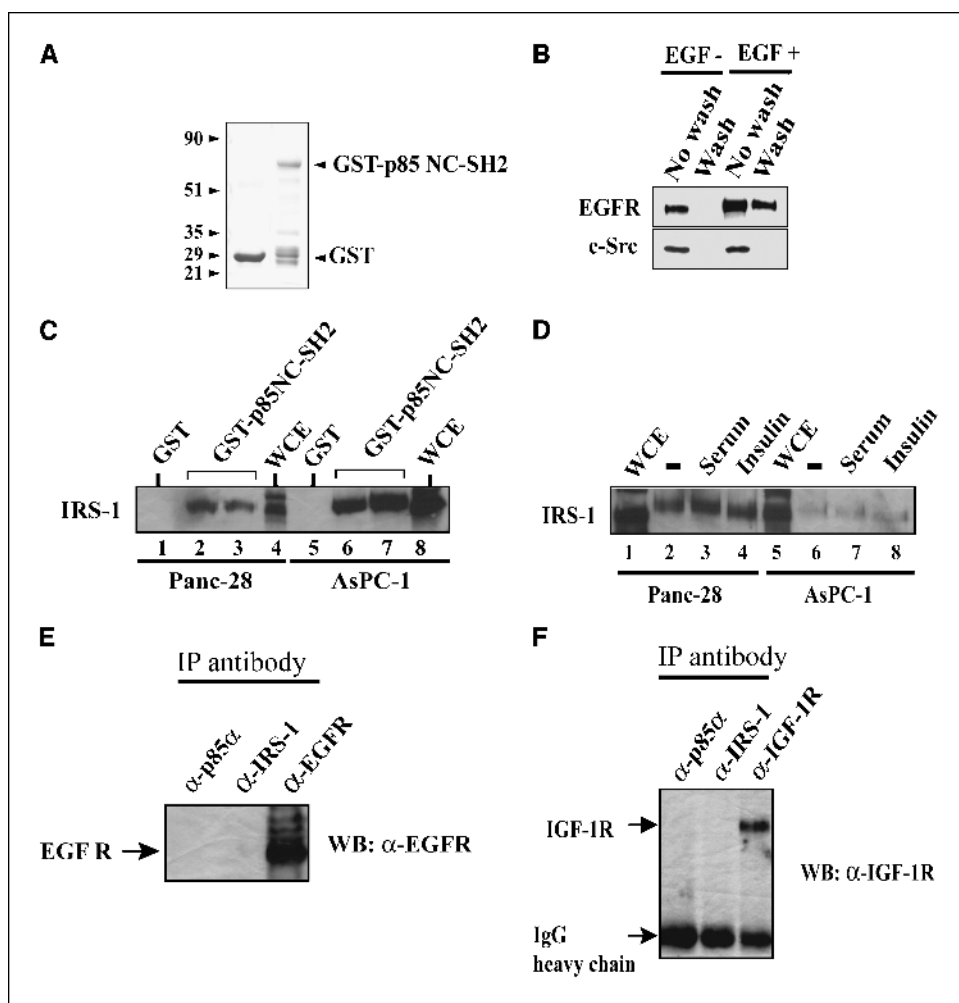 A
90
51
35
29
21
GST-p85 NC-SH2
GST
B
EGF - EGF +
No wash Wash No wash Wash
EGFR
c-Src
C
GST GST-p85NC-SH2 WCE GST GST-p85NC-SH2 WCE
IRS-1
1 2 3 4 5 6 7 8
Panc-28 AsPC-1
D
WCE - Serum Insulin WCE - Serum Insulin
IRS-1
1 2 3 4 5 6 7 8
Panc-28 AsPC-1
E
IP antibody
α-p85α α-IRS-1 α-EGFR
EGF R WB: α-EGFR
F
IP antibody
α-p85α α-IRS-1 α-IGF-1R
IGF-1R
WB: α-IGF-1R
IgG
heavy chain